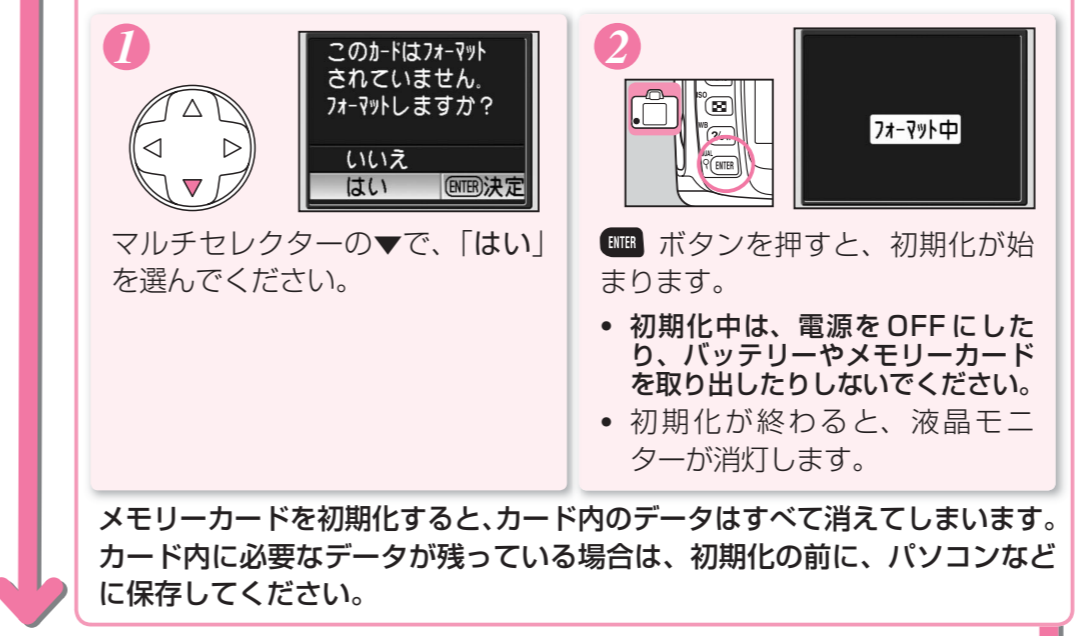 1
このカードはフォーマット
されていません。
フォーマットしますか？
いいえ
はい ENTER決定
マルチセレクターの▼で、「はい」
を選んでください。
2
ISO
WB
QUAL
ENTER
フォーマット中
ENTER ボタンを押すと、初期化が始
まります。
• 初期化中は、電源をOFFにした
り、バッテリーやメモリーカード
を取り出したりしないでください。
• 初期化が終わると、液晶モニ
ターが消灯します。
メモリーカードを初期化すると、カード内のデータはすべて消えてしまいます。
カード内に必要なデータが残っている場合は、初期化の前に、パソコンなど
に保存してください。